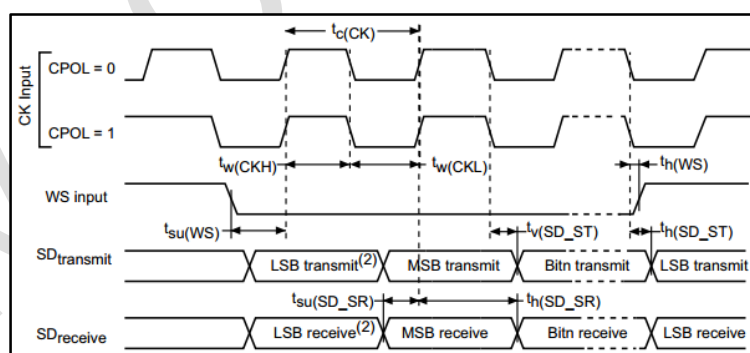 tc(CK)
CK Input
CPOL = 0
CPOL = 1
tw(CKH)
tw(CKL)
th(WS)
WS input
tsu(WS)
tv(SD_ST)
th(SD_ST)
SDtransmit
LSB transmit(2)
MSB transmit
Bitn transmit
LSB transmit
tsu(SD_SR)
th(SD_SR)
SDreceive
LSB receive(2)
MSB receive
Bitn receive
LSB receive